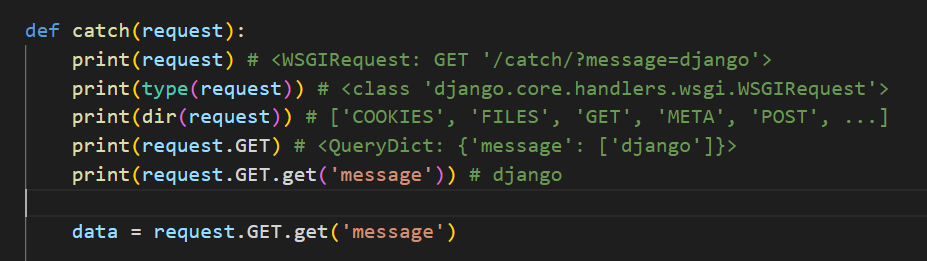 def catch(request):
    print(request) # <WSGIRequest: GET '/catch/?message=django'>
    print(type(request)) # <class 'django.core.handlers.wsgi.WSGIRequest'>
    print(dir(request)) # ['COOKIES', 'FILES', 'GET', 'META', 'POST', ...]
    print(request.GET) # <QueryDict: {'message': ['django']}>
    print(request.GET.get('message')) # django
    data = request.GET.get('message')